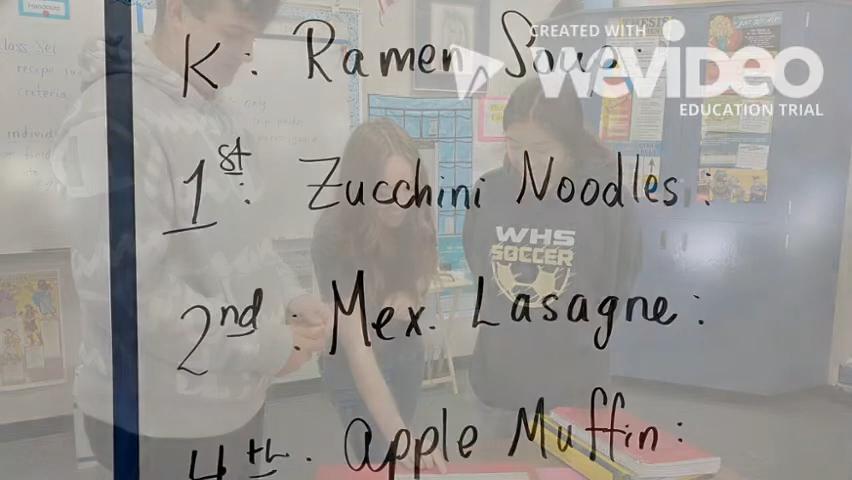 CREATED WITH
WEVIDEO
EDUCATION TRIAL
K: Ramen Soup:
1st: Zucchini Noodles:
2nd: Mex. Lasagne:
4th. apple Muffin:
WHS
SOCCER